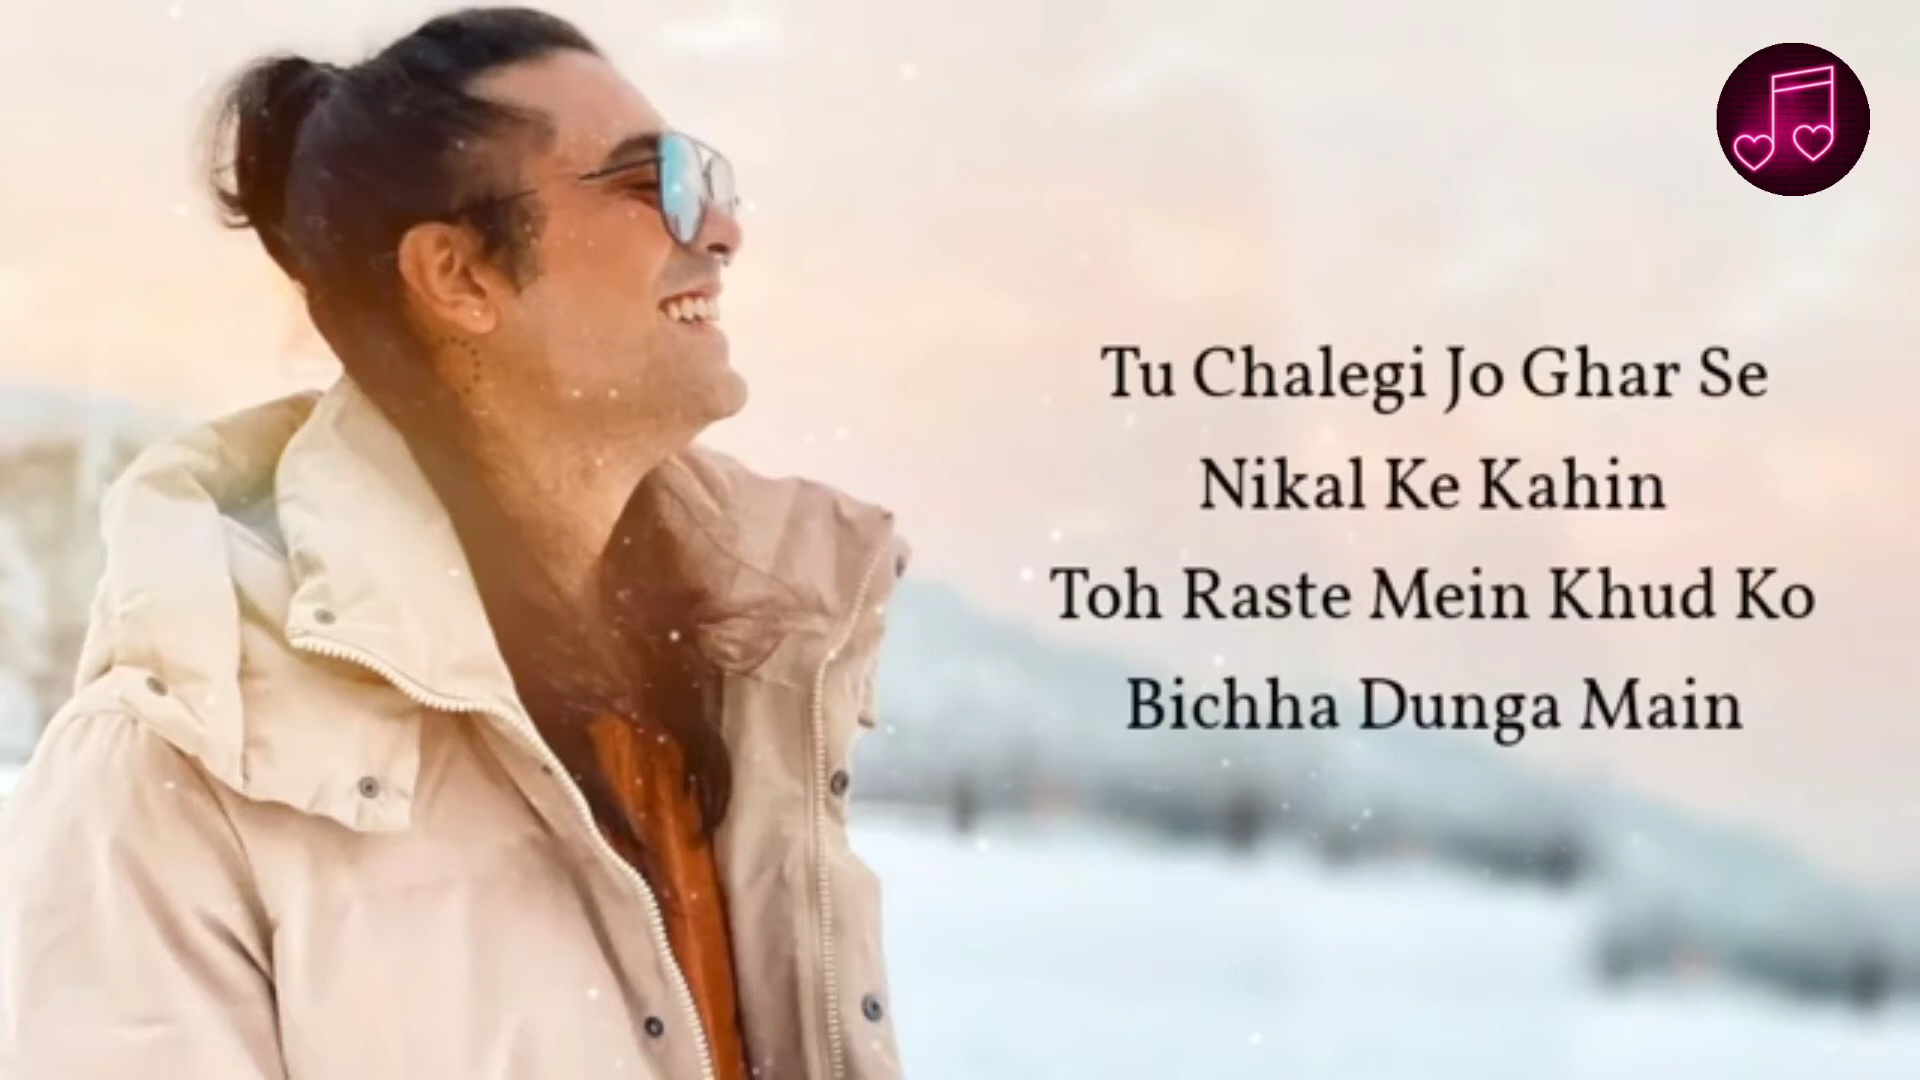 Tu Chalegi Jo Ghar Se
Nikal Ke Kahin
Toh Raste Mein Khud Ko
Bichha Dunga Main